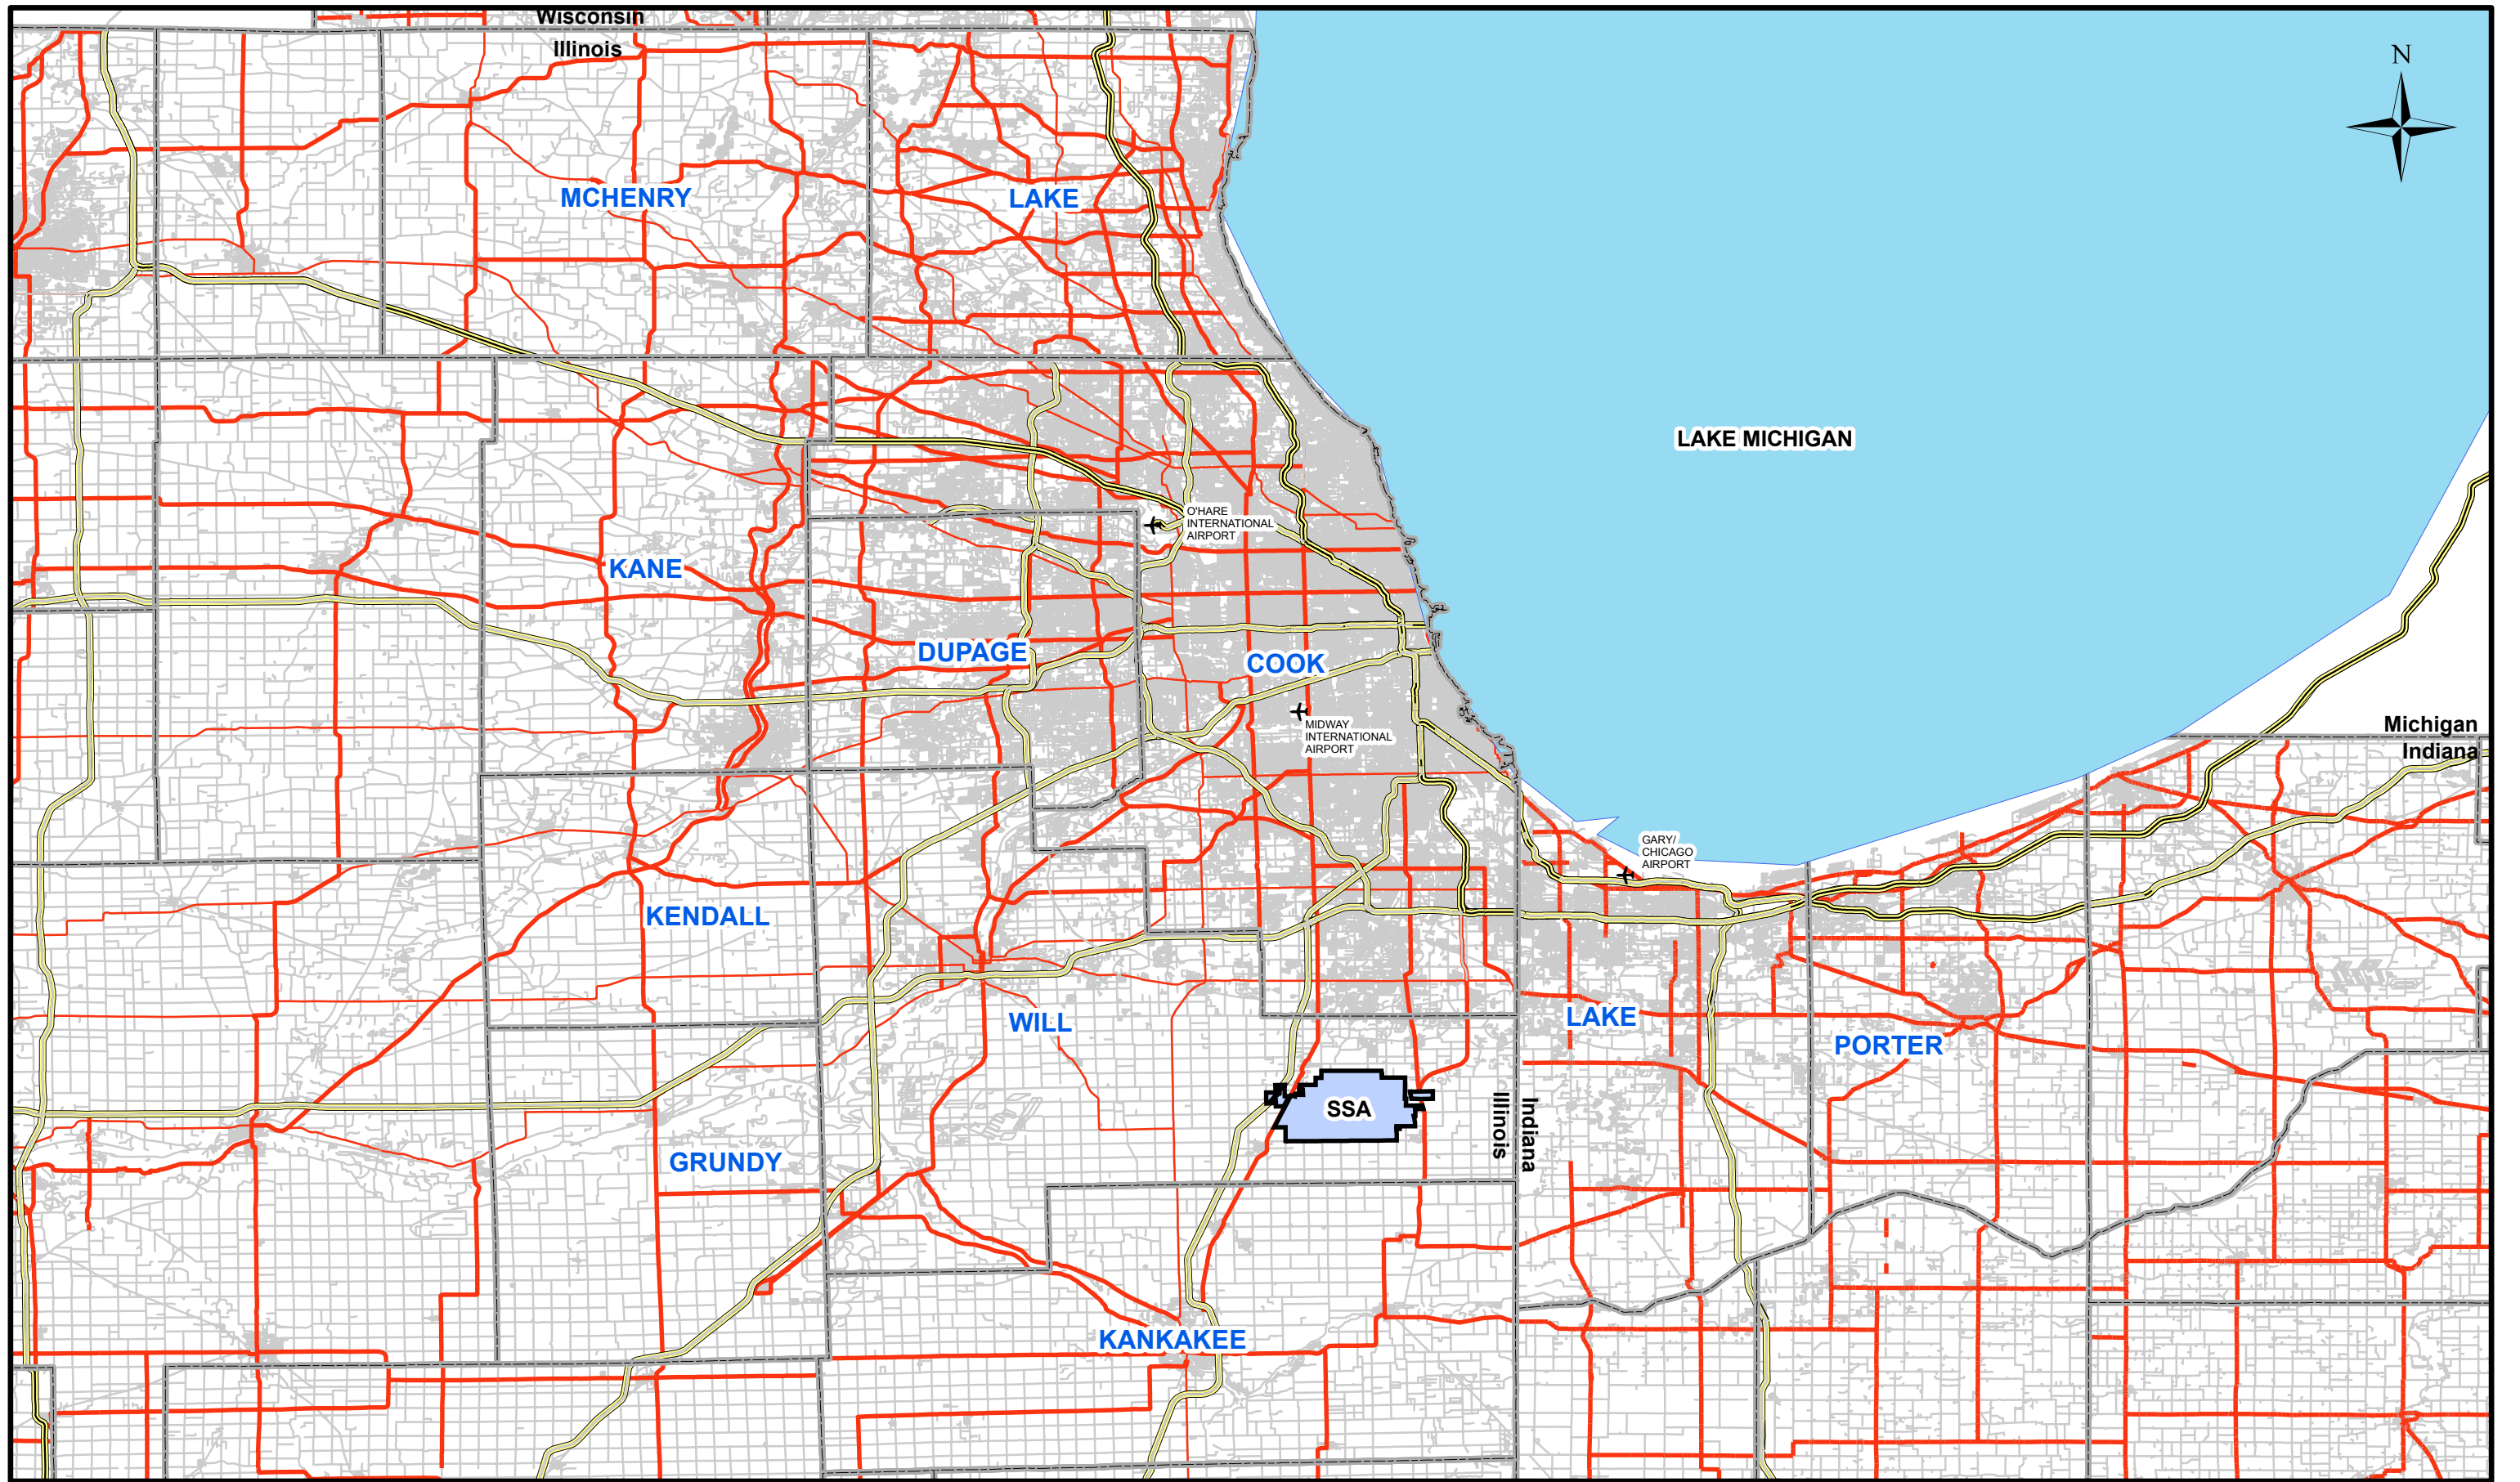 Wisconsin
Illinois
N
MCHENRY
LAKE
LAKE MICHIGAN
O'HARE
INTERNATIONAL
AIRPORT
KANE
DUPAGE
COOK
MIDWAY
INTERNATIONAL
AIRPORT
Michigan
Indiana
GARY/
CHICAGO
AIRPORT
KENDALL
WILL
LAKE
PORTER
SSA
Illinois
Indiana
GRUNDY
KANKAKEE